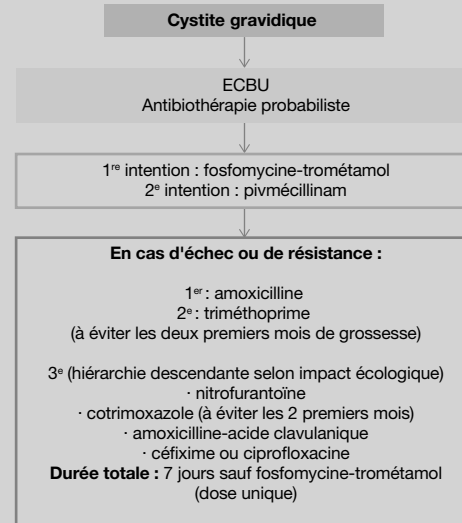 Cystite gravidique
ECBU
Antibiothérapie probabiliste
1re intention : fosfomycine-trométamol
2e intention : pivmécillinam
En cas d'échec ou de résistance :
1er : amoxicilline
2e : triméthoprime
(à éviter les deux premiers mois de grossesse)
3e (hiérarchie descendante selon impact écologique)
· nitrofurantoïne
· cotrimoxazole (à éviter les 2 premiers mois)
· amoxicilline-acide clavulanique
· céfixime ou ciprofloxacine
Durée totale : 7 jours sauf fosfomycine-trométamol
(dose unique)